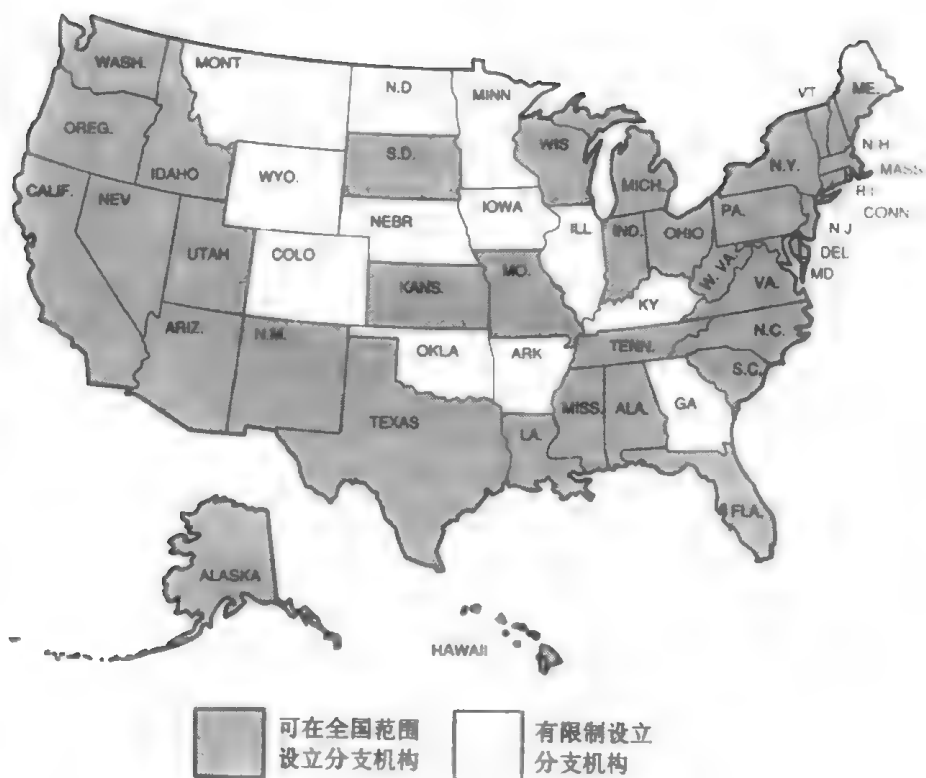 WASH.
MONT
N.D
MINN
VT
ME.
OREG.
IDAHO
S.D.
WIS
MICH.
N.Y.
N.H
MASS
R I
CONN
CALIF.
NEV
WYO.
NEBR
IOWA
ILL
IND.
OHIO
PA.
N J
DEL
MD
UTAH
COLO
KANS.
MO.
W. VA.
VA.
KY
ARIZ.
N.M.
OKLA
ARK
TENN.
N.C.
S.C.
TEXAS
LA.
MISS.
ALA.
GA
FLA.
ALASKA
HAWAII
可在全国范围
设立分支机构
有限制设立
分支机构